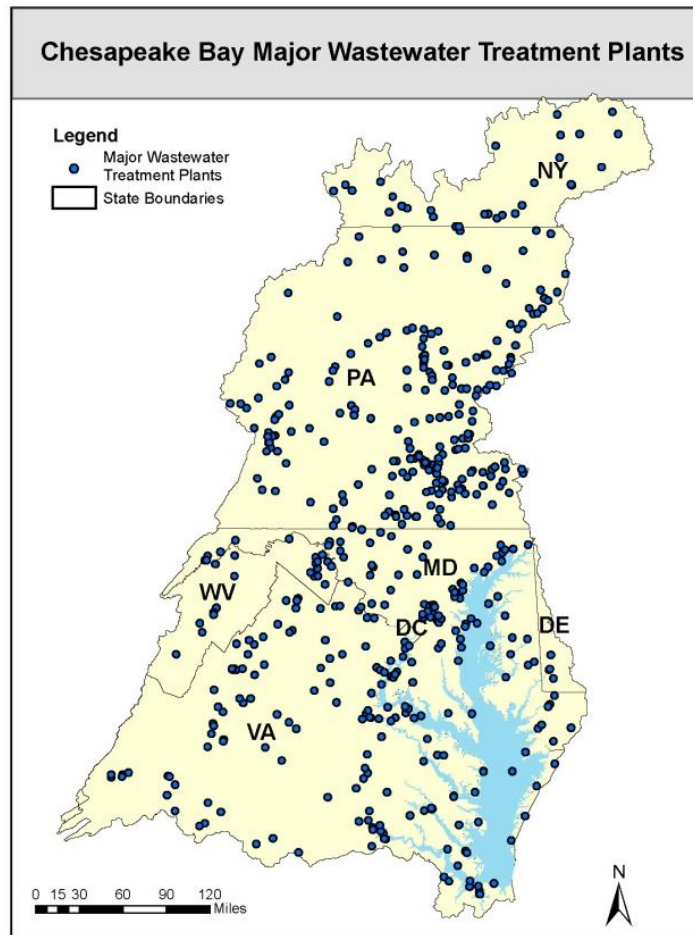 Chesapeake Bay Major Wastewater Treatment Plants
Legend
Major Wastewater
Treatment Plants
State Boundaries
NY
PA
MD
WV
DC
DE
VA
N
0 15 30 60 90 120
Miles